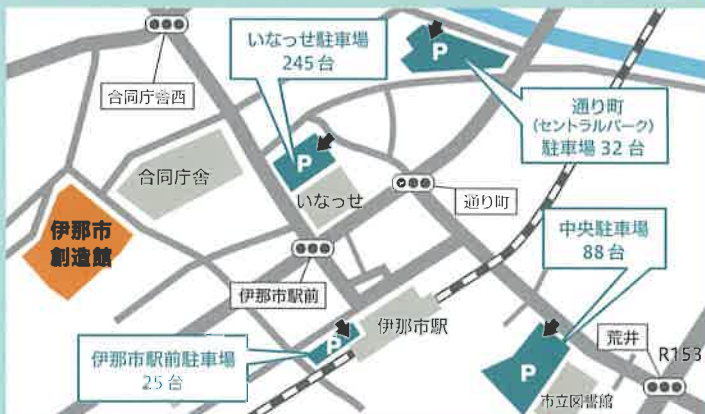 いなっせ駐車場
245台
P
合同庁舎西
通り町
(セントラルパーク)
駐車場 32台
P
合同庁舎
いなっせ
通り町
伊那市
創造館
中央駐車場
88台
伊那市駅前
伊那市駅
P
伊那市駅前駐車場
25台
荒井
R153
P
市立図書館